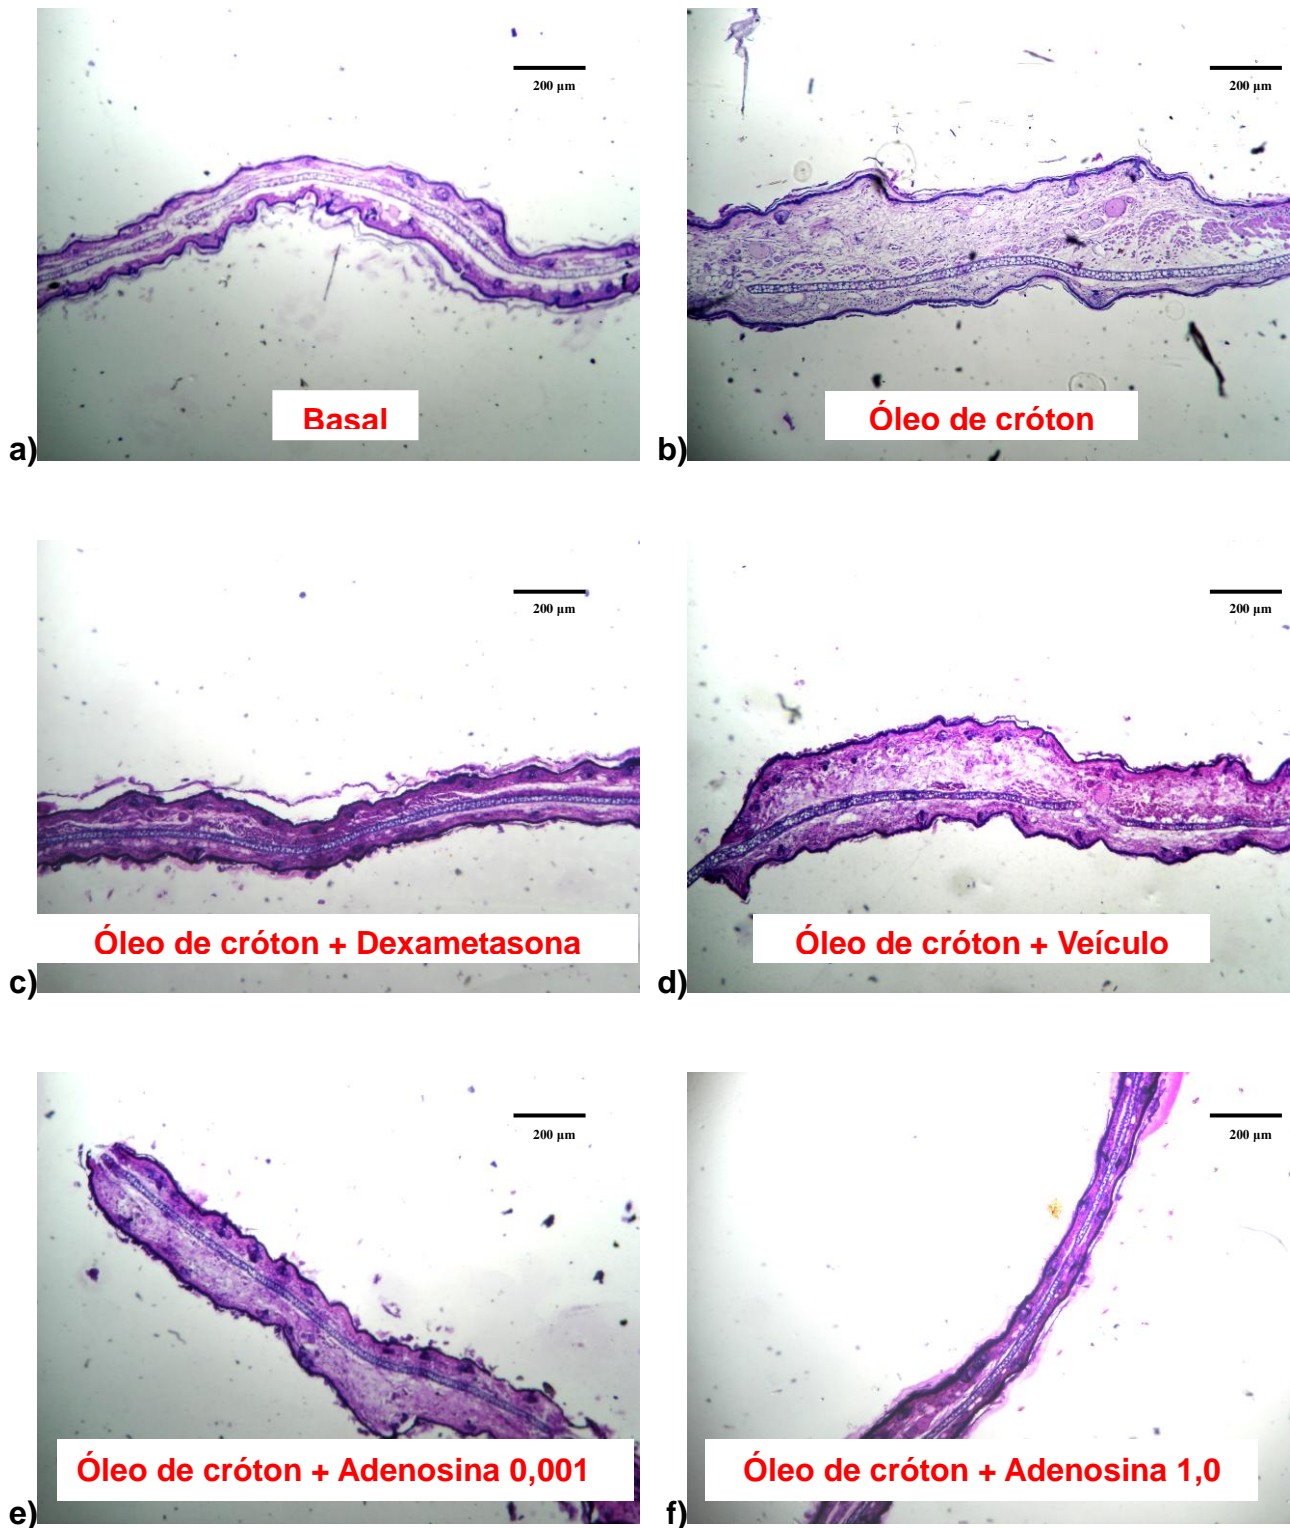 200 µm
200 µm
Basal
Óleo de cróton
a)
b)
200 µm
200 µm
Óleo de cróton + Dexametasona
Óleo de cróton + Veículo
c)
d)
200 µm
200 µm
Óleo de cróton + Adenosina 0,001
Óleo de cróton + Adenosina 1,0
e)
f)